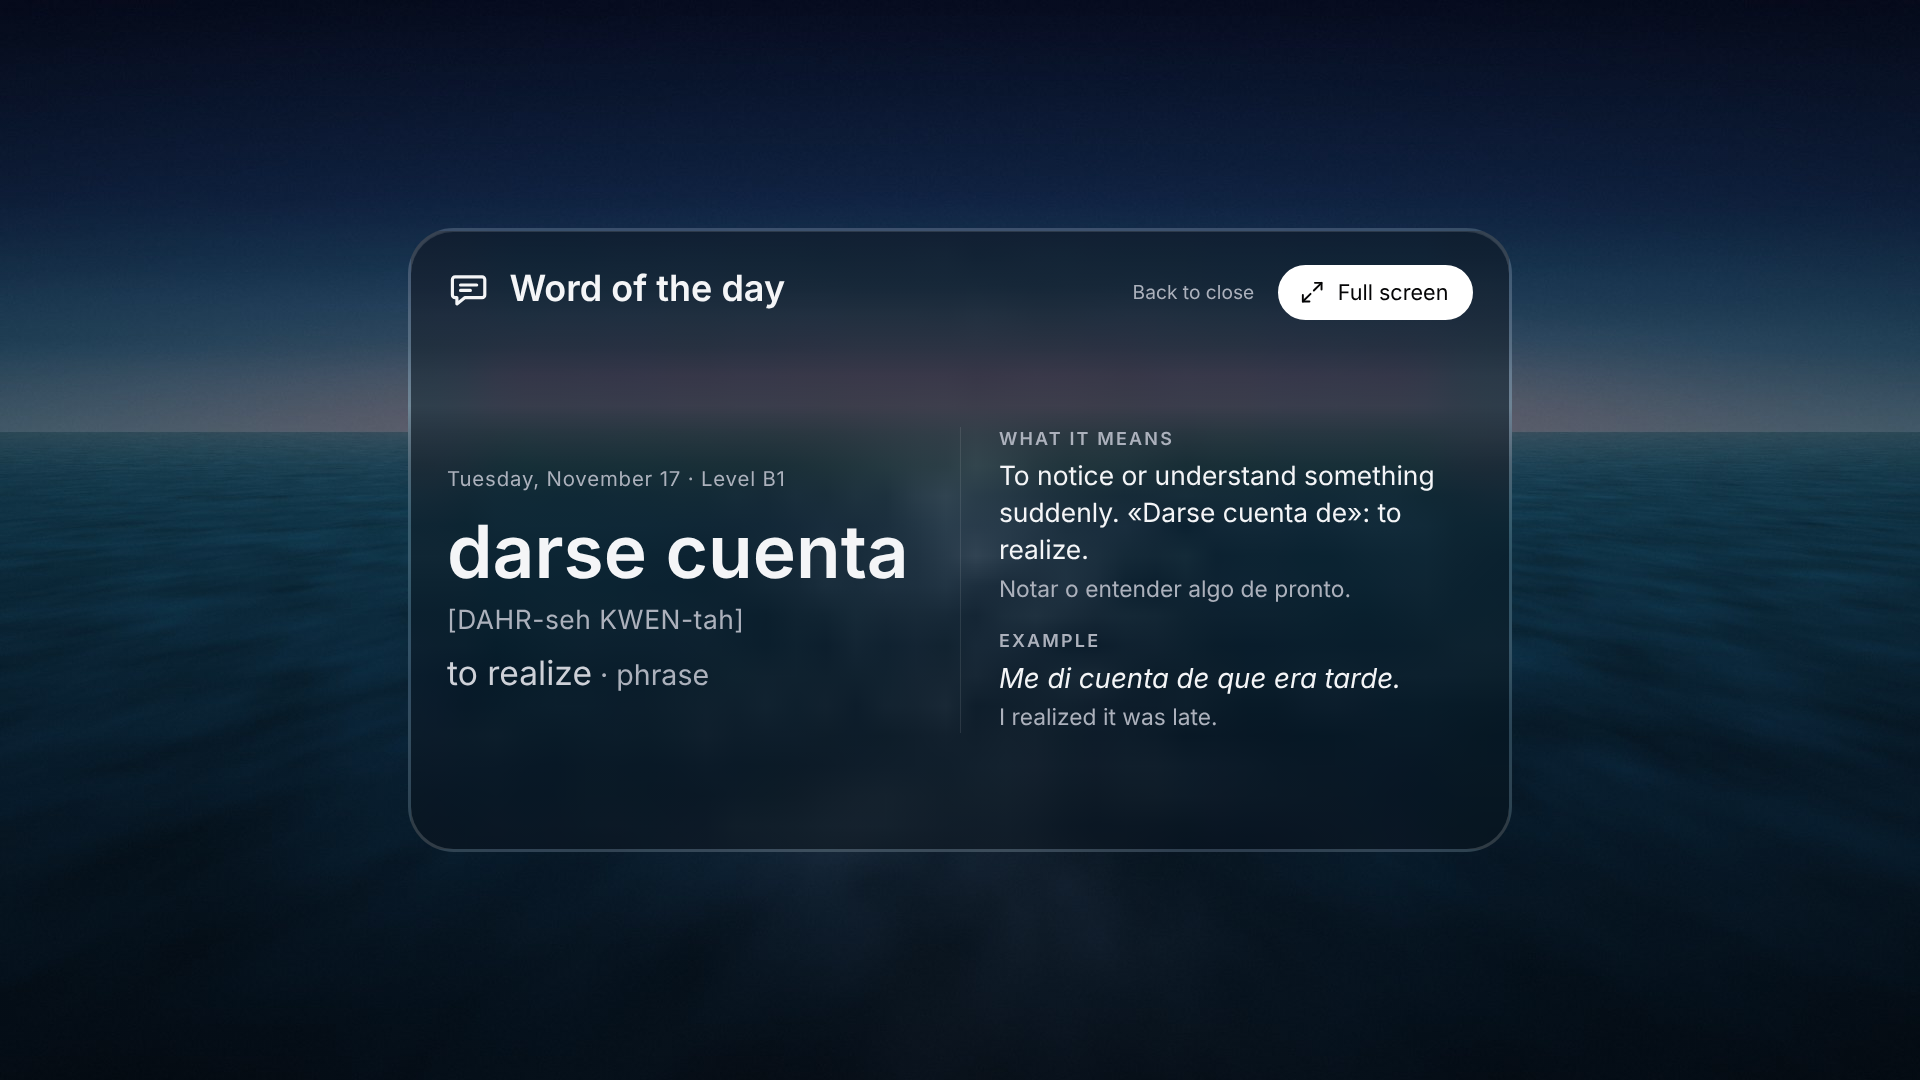 Word of the day
Back to close
Full screen
Tuesday, November 17 · Level B1
darse cuenta
[DAHR-seh KWEN-tah]
to realize · phrase
WHAT IT MEANS
To notice or understand something
suddenly. «Darse cuenta de»: to
realize.
Notar o entender algo de pronto.
EXAMPLE
Me di cuenta de que era tarde.
I realized it was late.